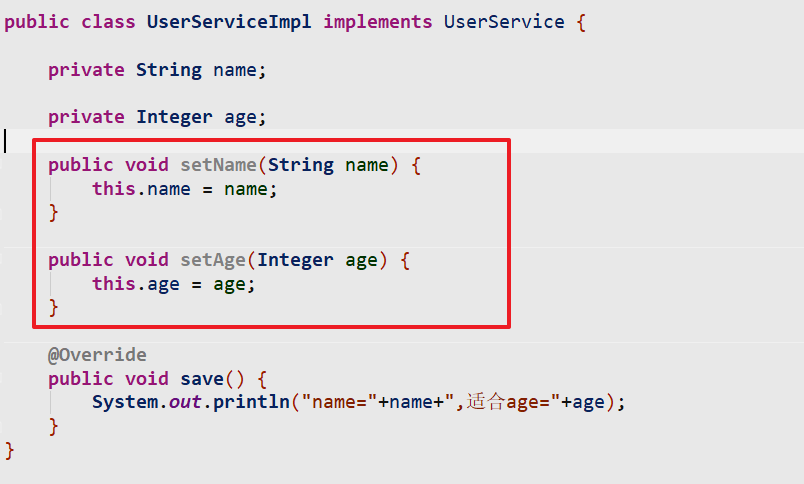 public class UserServiceImpl implements UserService {
private String name;
private Integer age;
public void setName(String name) {
this.name = name;
}
public void setAge(Integer age) {
this.age = age;
}
@Override
public void save() {
System.out.println("name="+name+",适合age="+age);
}
}